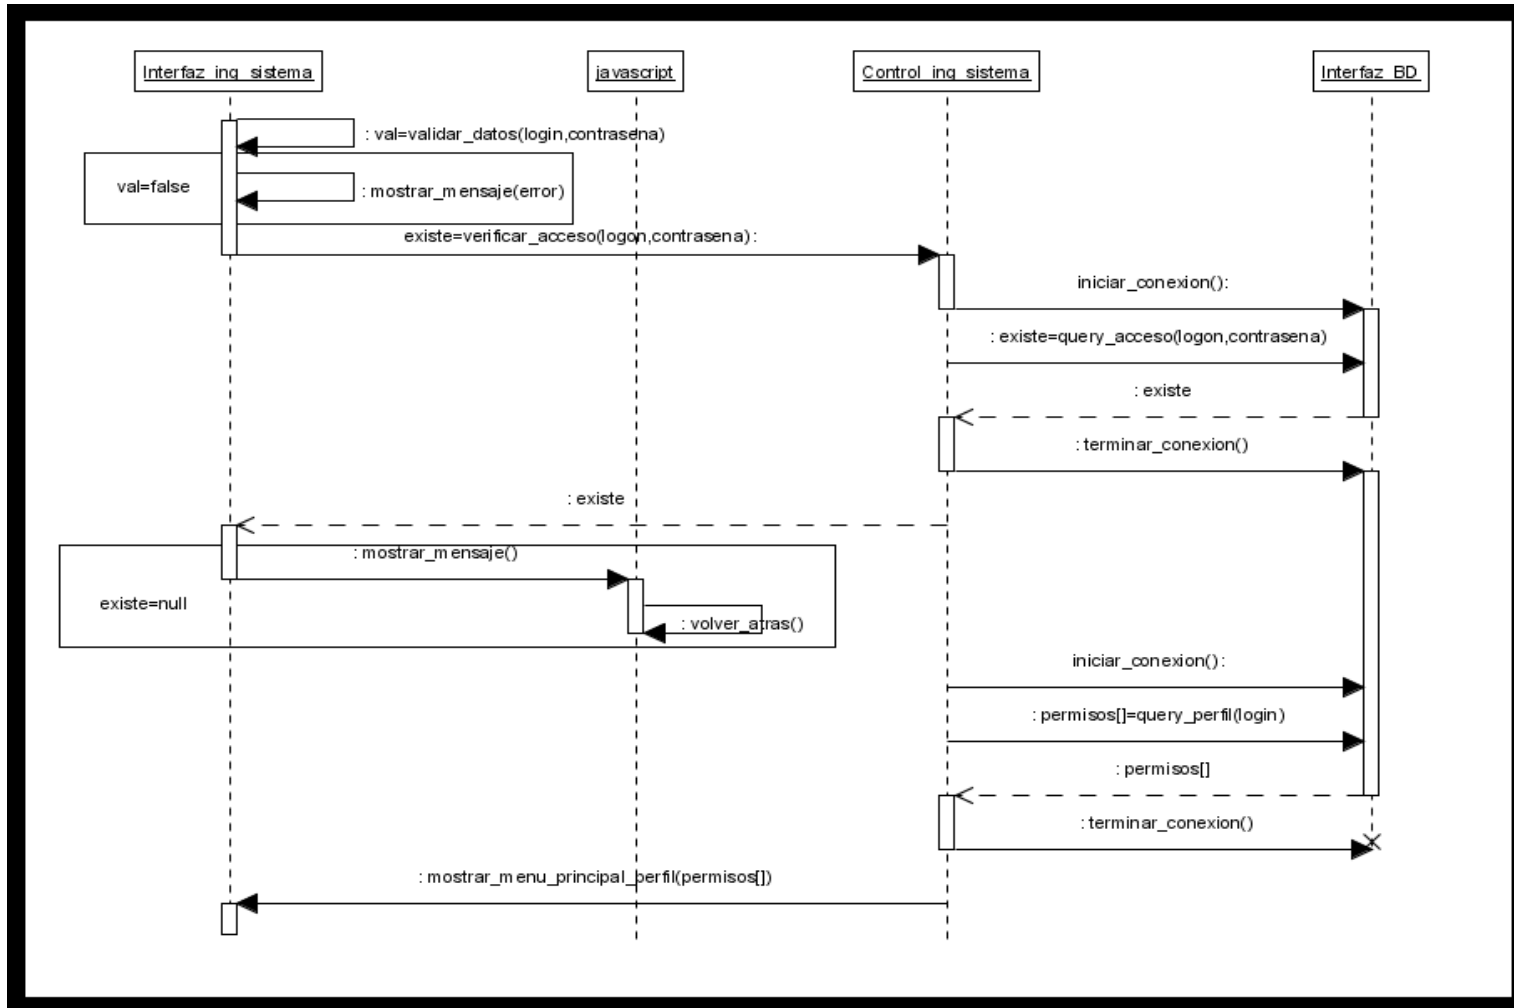 Interfaz_ing_sistema
javascript
Control_ing_sistema
Interfaz_BD
: val=validar_datos(login,contrasena)
val=false
: mostrar_mensaje(error)
existe=verificar_acceso(logon,contrasena):
iniciar_conexion():
: existe=query_acceso(logon,contrasena)
: existe
: terminar_conexion()
: existe
: mostrar_mensaje()
existe=null
: volver_atras()
iniciar_conexion():
: permisos[]=query_perfil(login)
: permisos[]
: terminar_conexion()
: mostrar_menu_principal_perfil(permisos[])